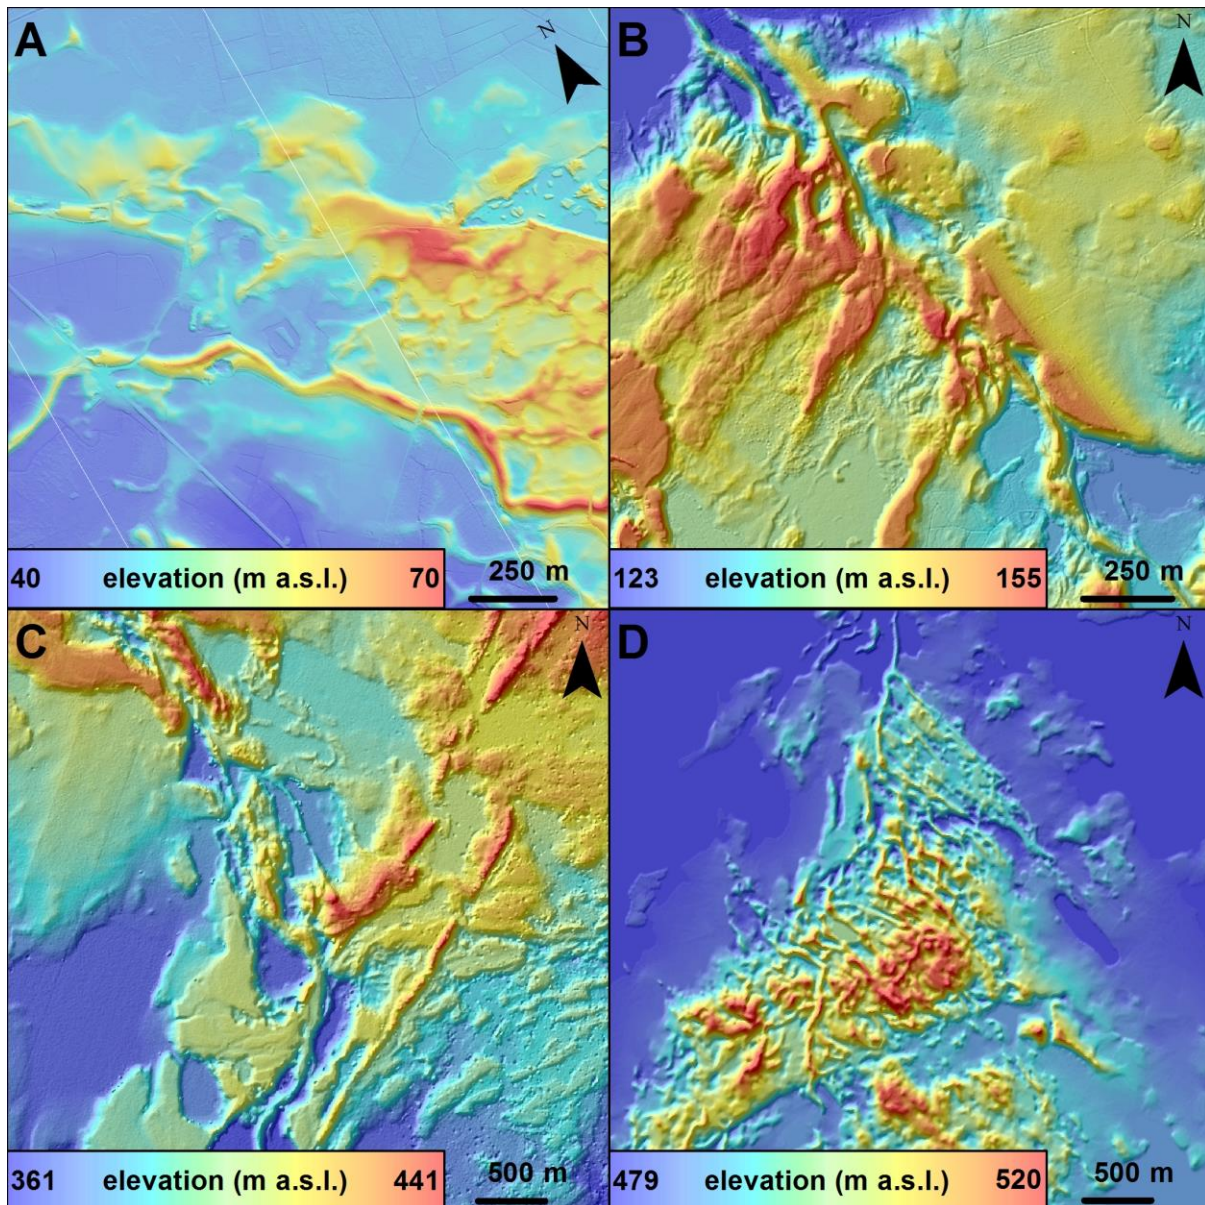 A
N
B
N
40 elevation (m a.s.l.) 70
250 m
123 elevation (m a.s.l.) 155
250 m
C
N
D
N
361 elevation (m a.s.l.) 441
500 m
479 elevation (m a.s.l.) 520
500 m